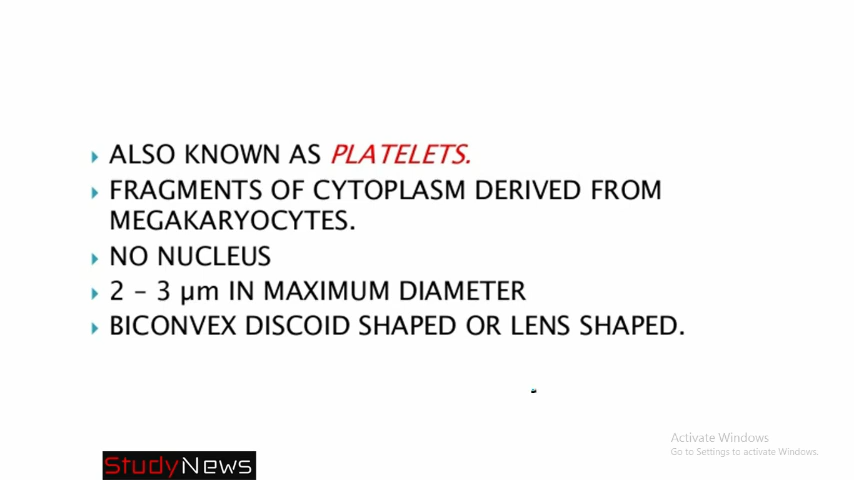 ALSO KNOWN AS PLATELETS.
FRAGMENTS OF CYTOPLASM DERIVED FROM
MEGAKARYOCYTES.
NO NUCLEUS
2 – 3 µm IN MAXIMUM DIAMETER
BICONVEX DISCOID SHAPED OR LENS SHAPED.
Activate Windows
Go to Settings to activate Windows.
StudyNews